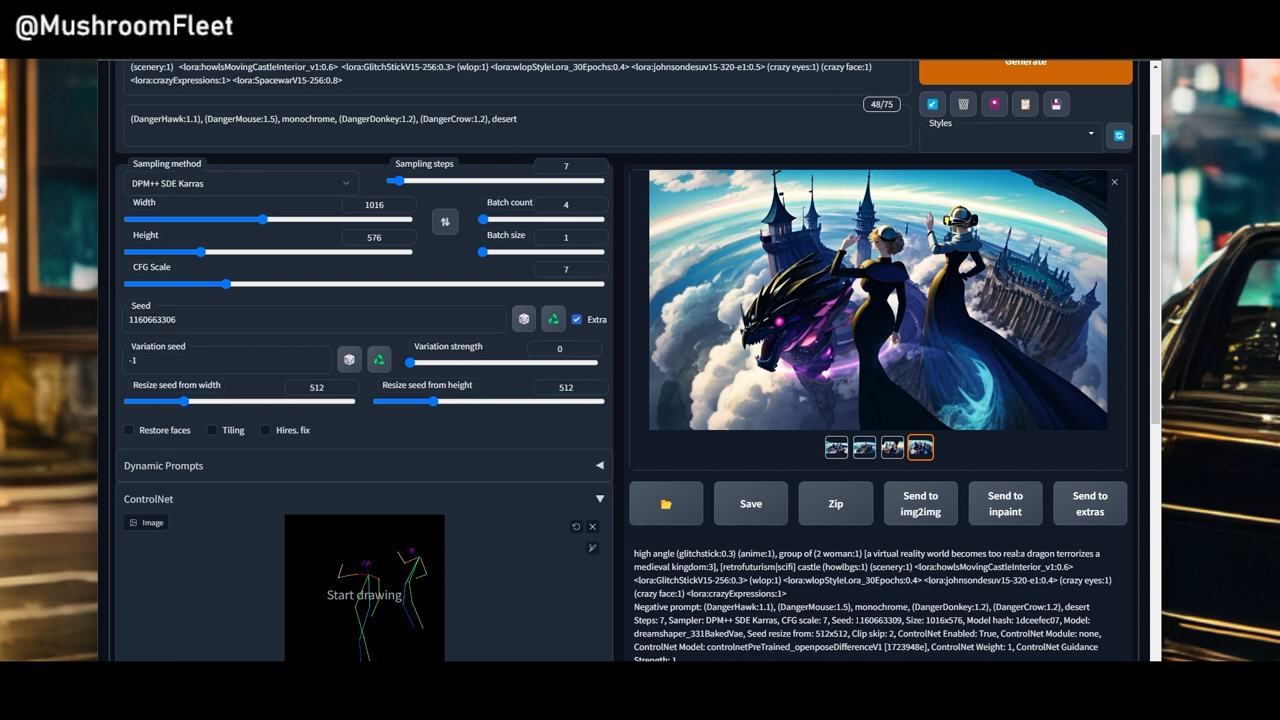 @MushroomFleet
(scenery:1) <lora:howlsMovingCastleInterior_v1:0.6> <lora:GlitchStickV15-256:0.3> (wlop:1) <lora:wlopStyleLora_30Epochs:0.4> <lora:johnsondesuv15-320-e1:0.5> (crazy eyes:1) (crazy face:1)
<lora:crazyExpressions:1> <lora:SpacewarV15-256:0.8>
Generate
48/75
(DangerHawk:1.1), (DangerMouse:1.5), monochrome, (DangerDonkey:1.2), (DangerCrow:1.2), desert
Styles
Sampling method
DPM++ SDE Karras
Sampling steps
7
Width
1016
Batch count
4
Height
576
Batch size
1
CFG Scale
7
Seed
1160663306
Extra
Variation seed
-1
Variation strength
0
Resize seed from width
512
Resize seed from height
512
Restore faces
Tiling
Hires. fix
Dynamic Prompts
ControlNet
Image
Start drawing
Save
Zip
Send to
img2img
Send to
inpaint
Send to
extras
high angle (glitchstick:0.3) (anime:1), group of (2 woman:1) [a virtual reality world becomes too real:a dragon terrorizes a
medieval kingdom:3], [retrofuturism|scifi] castle (howlbgs:1) (scenery:1) <lora:howlsMovingCastleInterior_v1:0.6>
<lora:GlitchStickV15-256:0.3> (wlop:1) <lora:wlopStyleLora_30Epochs:0.4> <lora:johnsondesuv15-320-e1:0.4> (crazy eyes:1)
(crazy face:1) <lora:crazyExpressions:1>
Negative prompt: (DangerHawk:1.1), (DangerMouse:1.5), monochrome, (DangerDonkey:1.2), (DangerCrow:1.2), desert
Steps: 7, Sampler: DPM++ SDE Karras, CFG scale: 7, Seed: 1160663309, Size: 1016x576, Model hash: 1dceefec07, Model:
dreamshaper_331BakedVae, Seed resize from: 512x512, Clip skip: 2, ControlNet Enabled: True, ControlNet Module: none,
ControlNet Model: controlnetPreTrained_openposeDifferenceV1 [1723948e], ControlNet Weight: 1, ControlNet Guidance
Strength: 1